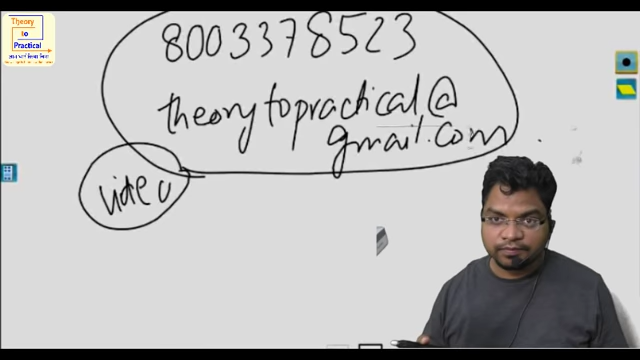 Theory
to
Practical
8003378523
theorytopractical@
gmail.com
video